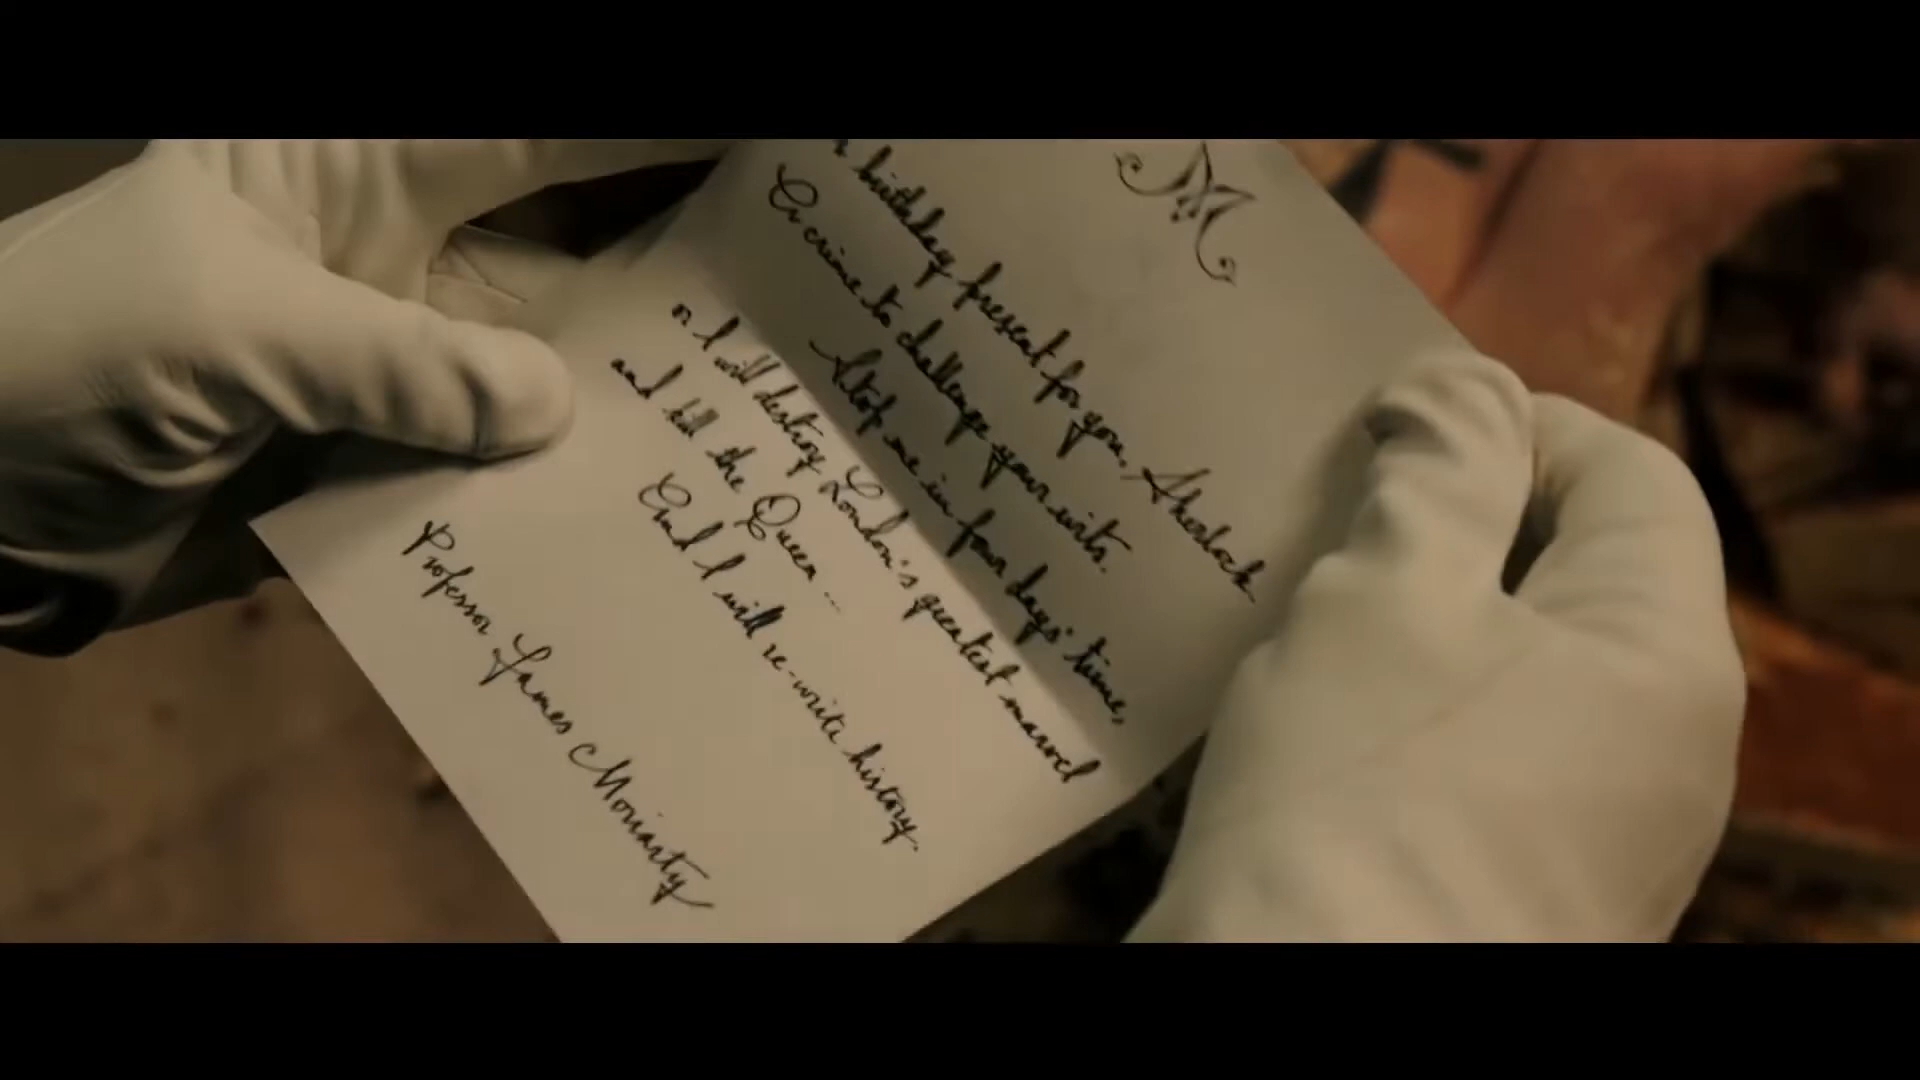 M
birthday present for you, Sherlock
A crime to challenge your wits.
Stop me in four days' time,
or I will destroy London's greatest marvel
and kill the Queen ...
And I will re-write history.
Professor James Moriarty